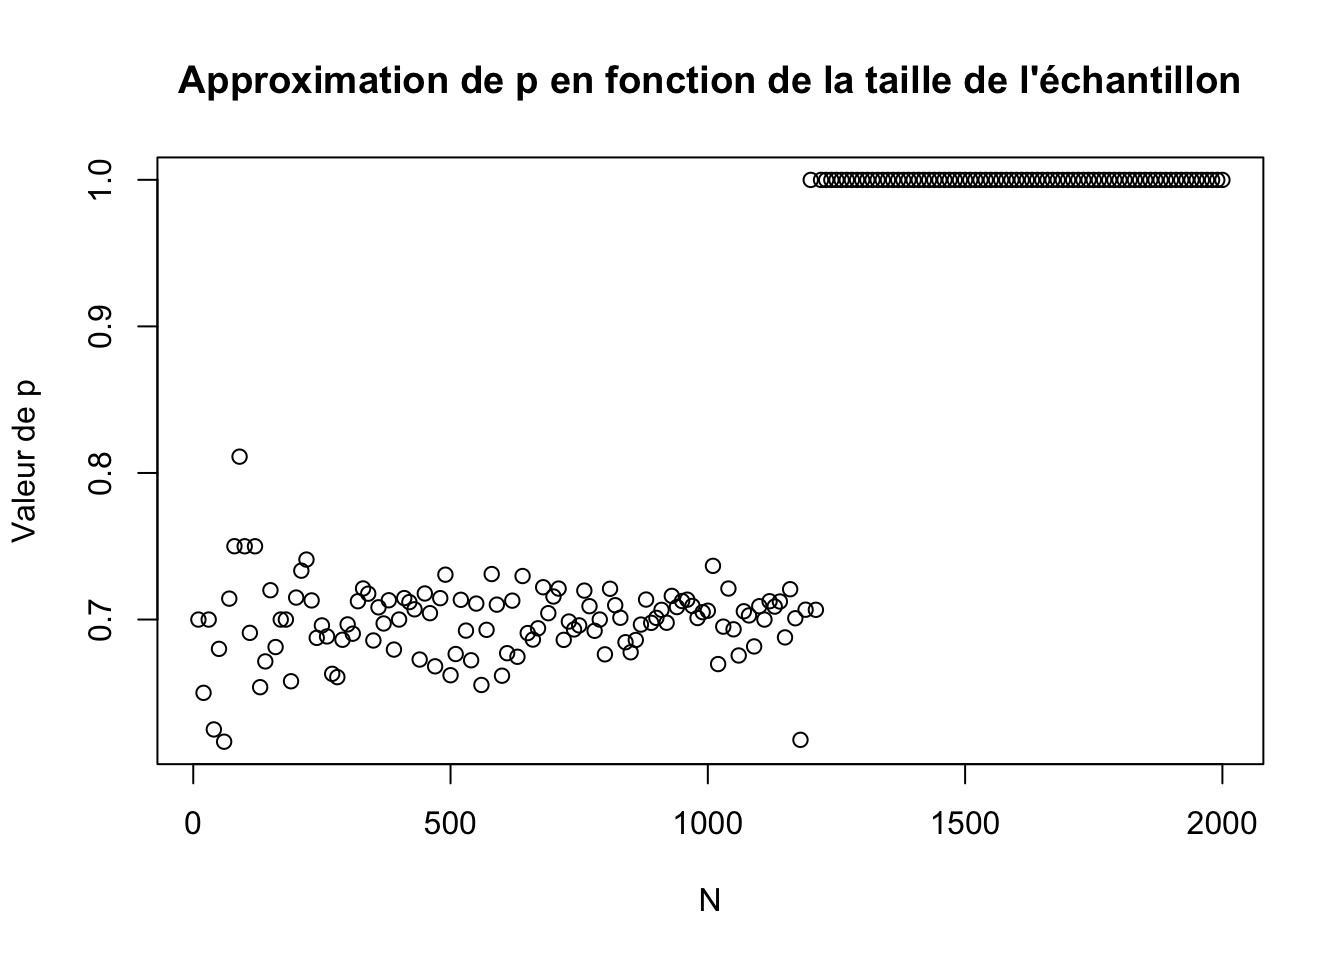 Approximation de p en fonction de la taille de l'échantillon
Valeur de p
1.0
0.9
0.8
0.7
0 500 1000 1500 2000
N